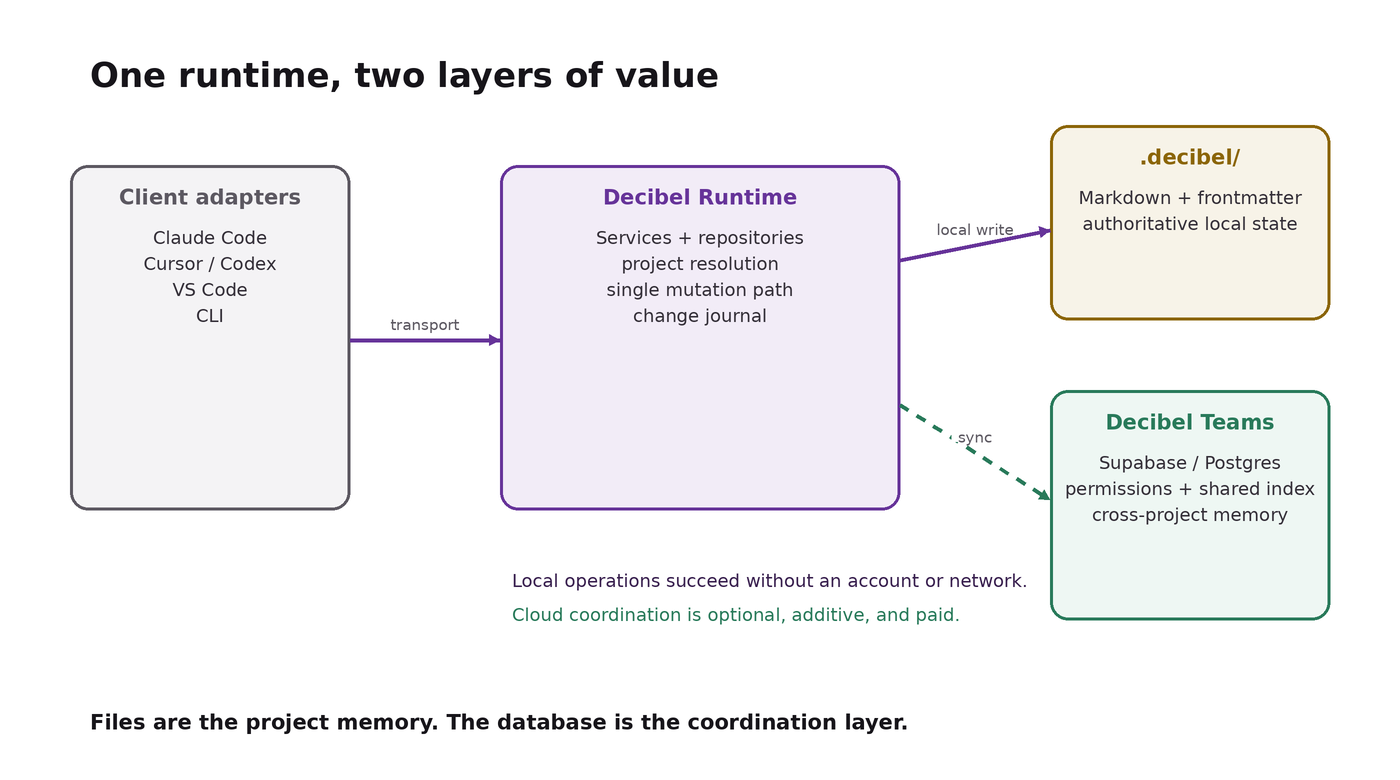 One runtime, two layers of value
Client adapters
Claude Code
Cursor / Codex
VS Code
CLI
transport
Decibel Runtime
Services + repositories
project resolution
single mutation path
change journal
local write
.decibel/
Markdown + frontmatter
authoritative local state
sync
Decibel Teams
Supabase / Postgres
permissions + shared index
cross-project memory
Local operations succeed without an account or network.
Cloud coordination is optional, additive, and paid.
Files are the project memory. The database is the coordination layer.